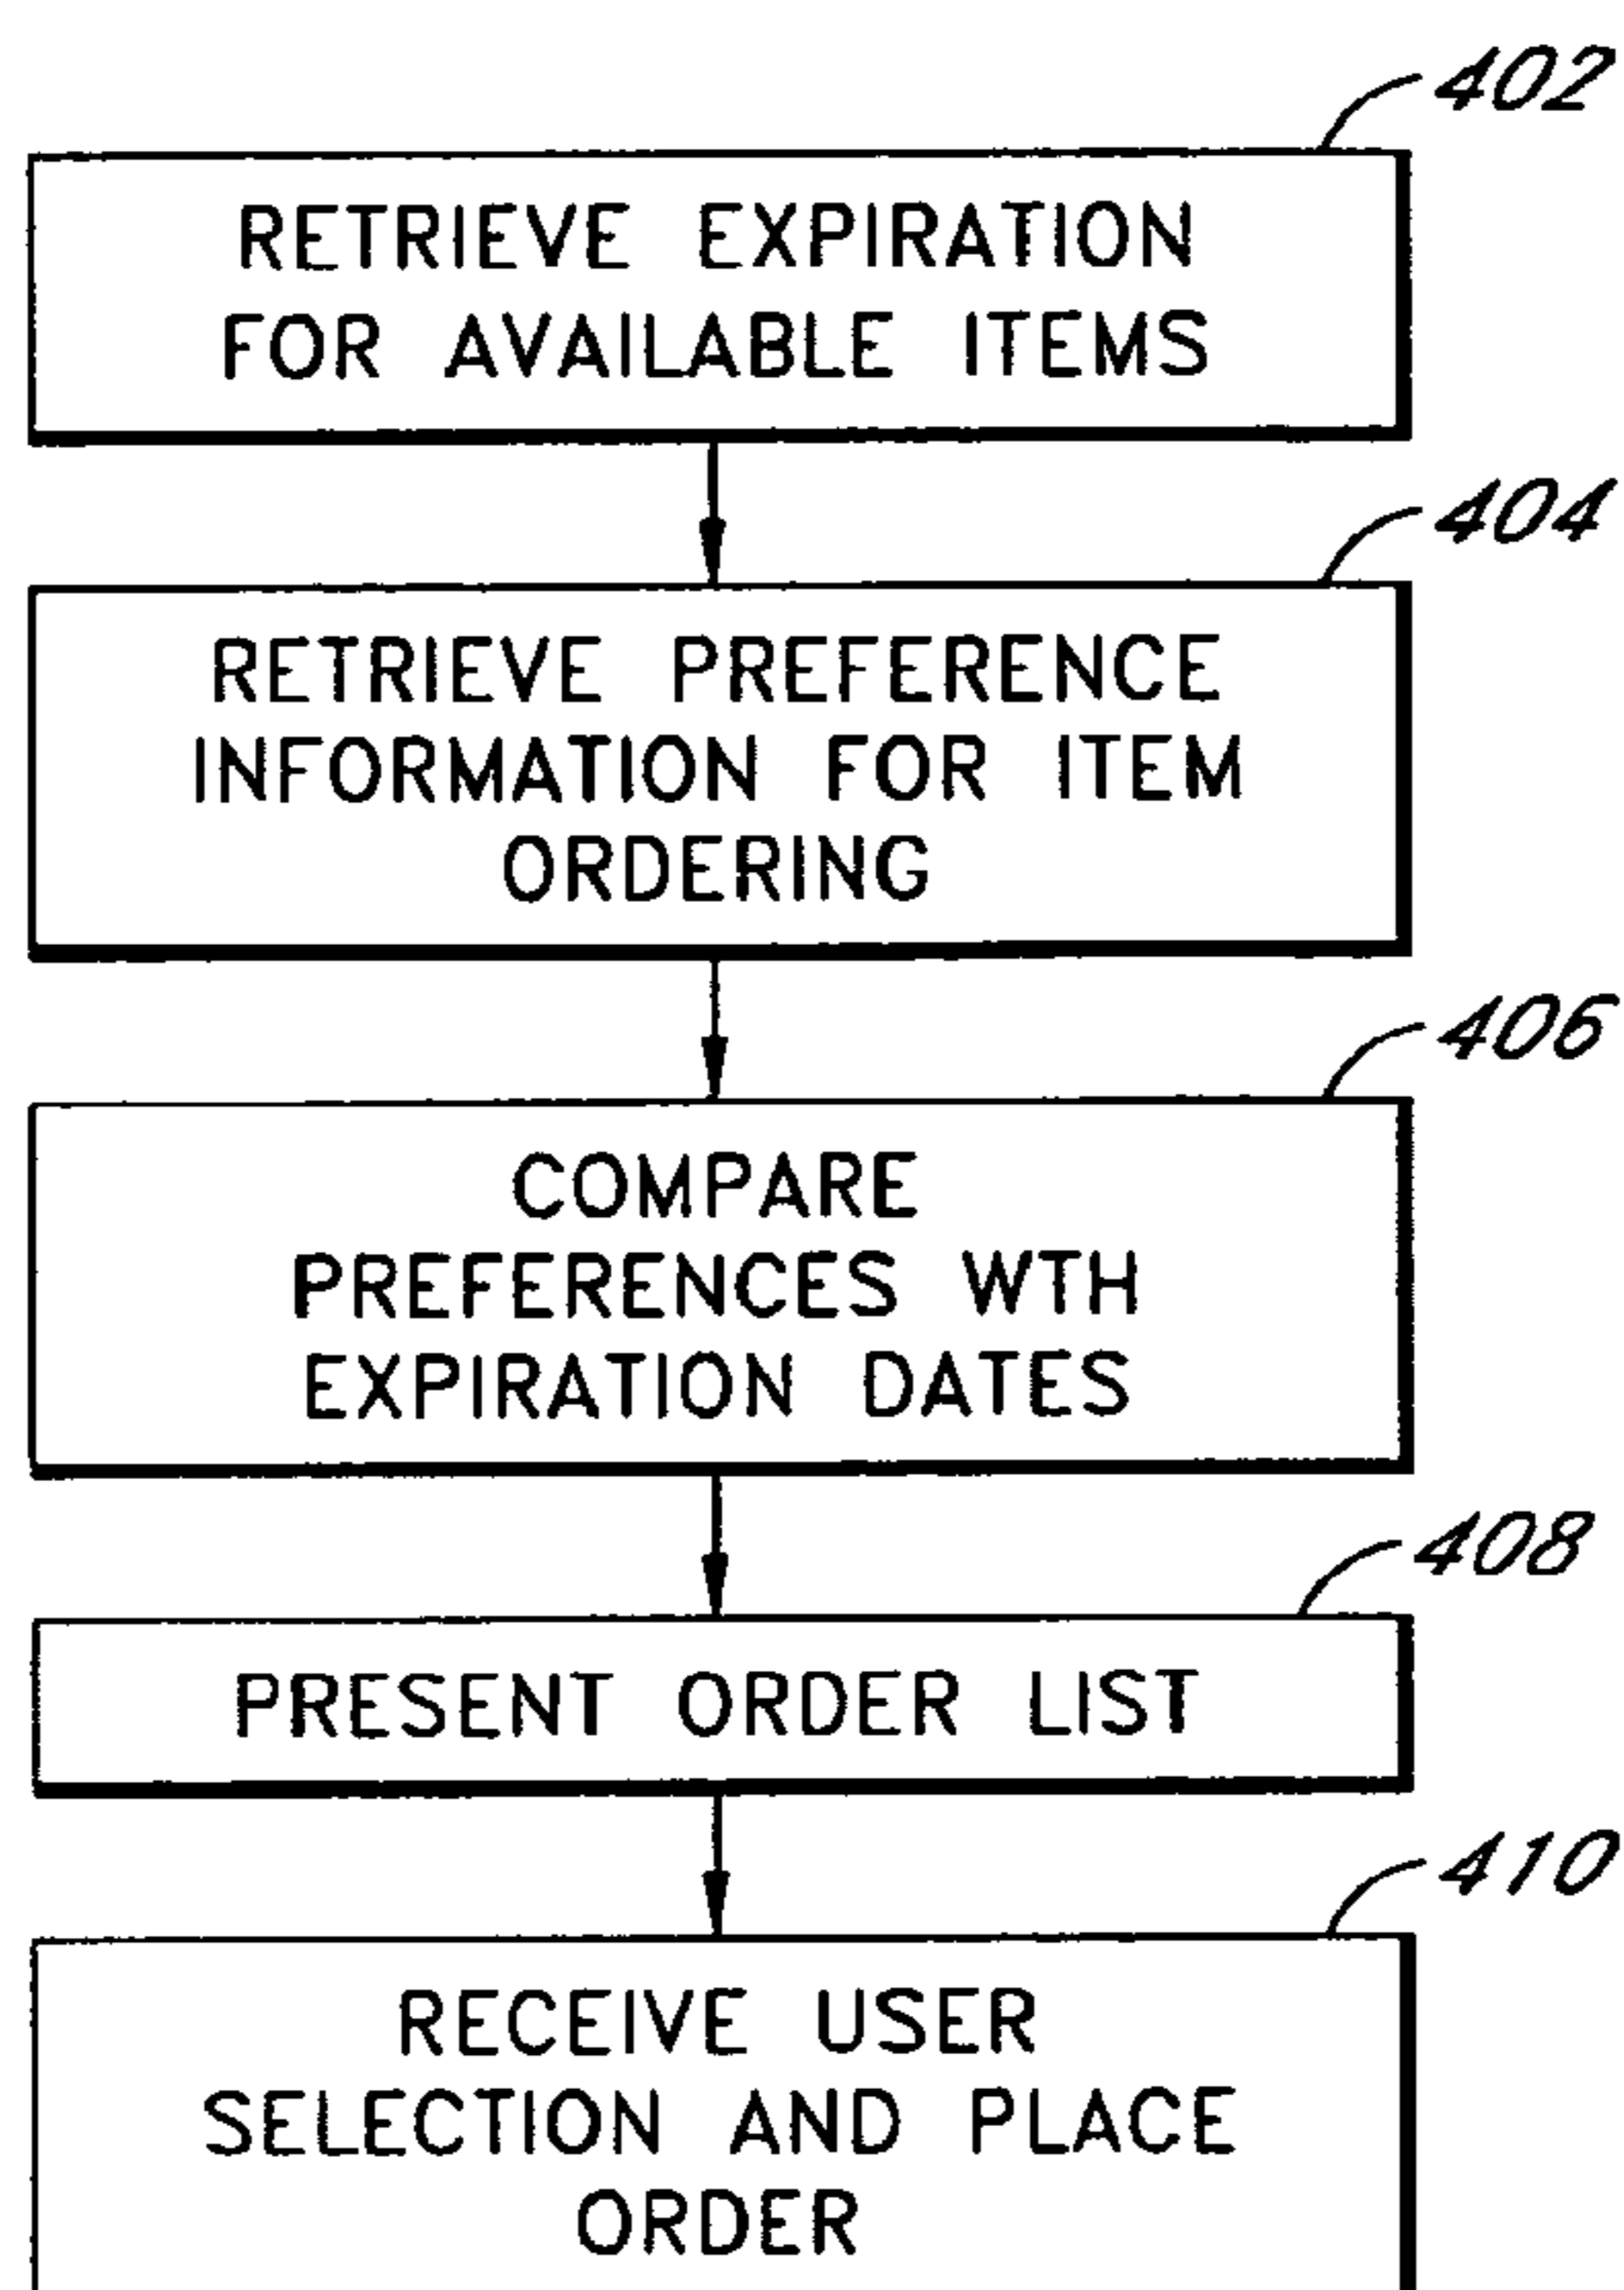 402
RETRIEVE EXPIRATION
FOR AVAILABLE ITEMS
404
RETRIEVE PREFERENCE
INFORMATION FOR ITEM
ORDERING
406
COMPARE
PREFERENCES WTH
EXPIRATION DATES
408
PRESENT ORDER LIST
410
RECEIVE USER
SELECTION AND PLACE
ORDER